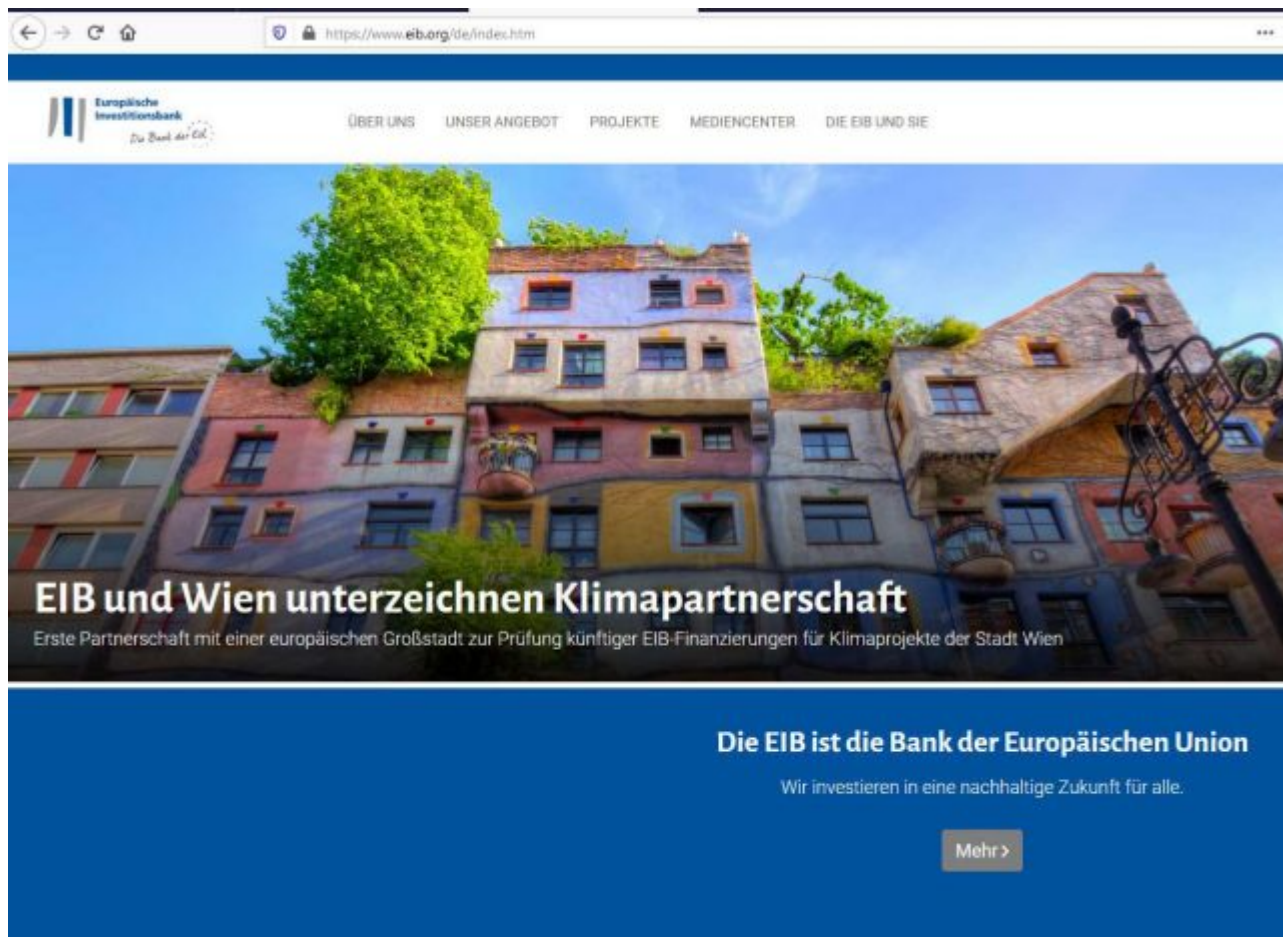 https://www.eib.org/de/index.htm
Europäische
Investitionsbank
Die Bank der EU
ÜBER UNS UNSER ANGEBOT PROJEKTE MEDIENCENTER DIE EIB UND SIE
EIB und Wien unterzeichnen Klimapartnerschaft
Erste Partnerschaft mit einer europäischen Großstadt zur Prüfung künftiger EIB-Finanzierungen für Klimaprojekte der Stadt Wien
Die EIB ist die Bank der Europäischen Union
Wir investieren in eine nachhaltige Zukunft für alle.
Mehr >